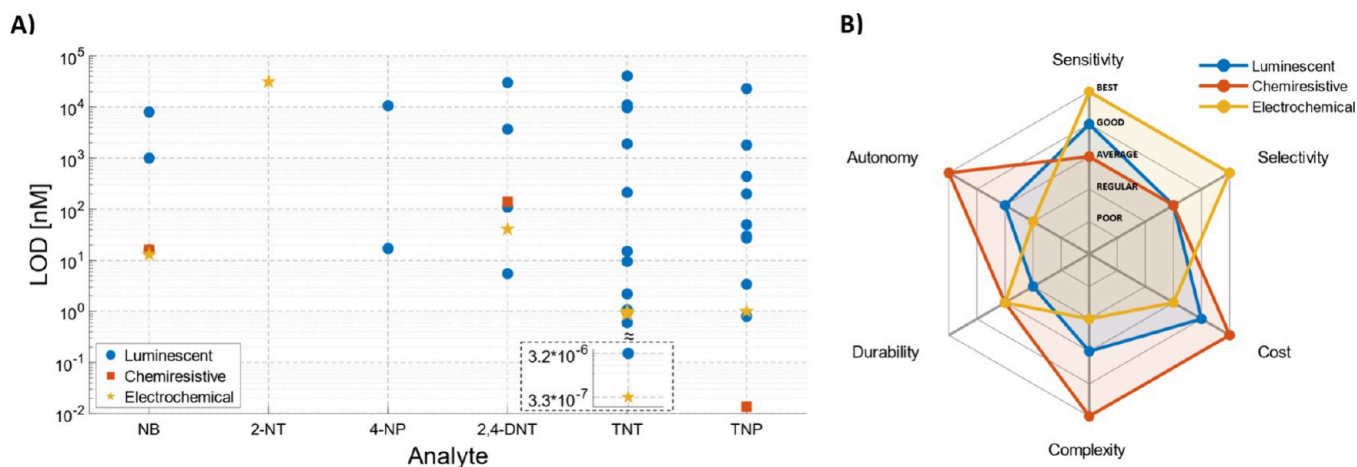 A)
LOD [nM]
10^5
10^4
10^3
10^2
10^1
10^0
10^-1
10^-2
Luminescent
Chemiresistive
Electrochemical
≈
3.2*10^-6
3.3*10^-7
NB 2-NT 4-NP 2,4-DNT TNT TNP
Analyte
B)
Luminescent
Chemiresistive
Electrochemical
Sensitivity
BEST
GOOD
AVERAGE
REGULAR
POOR
Autonomy
Selectivity
Durability
Cost
Complexity